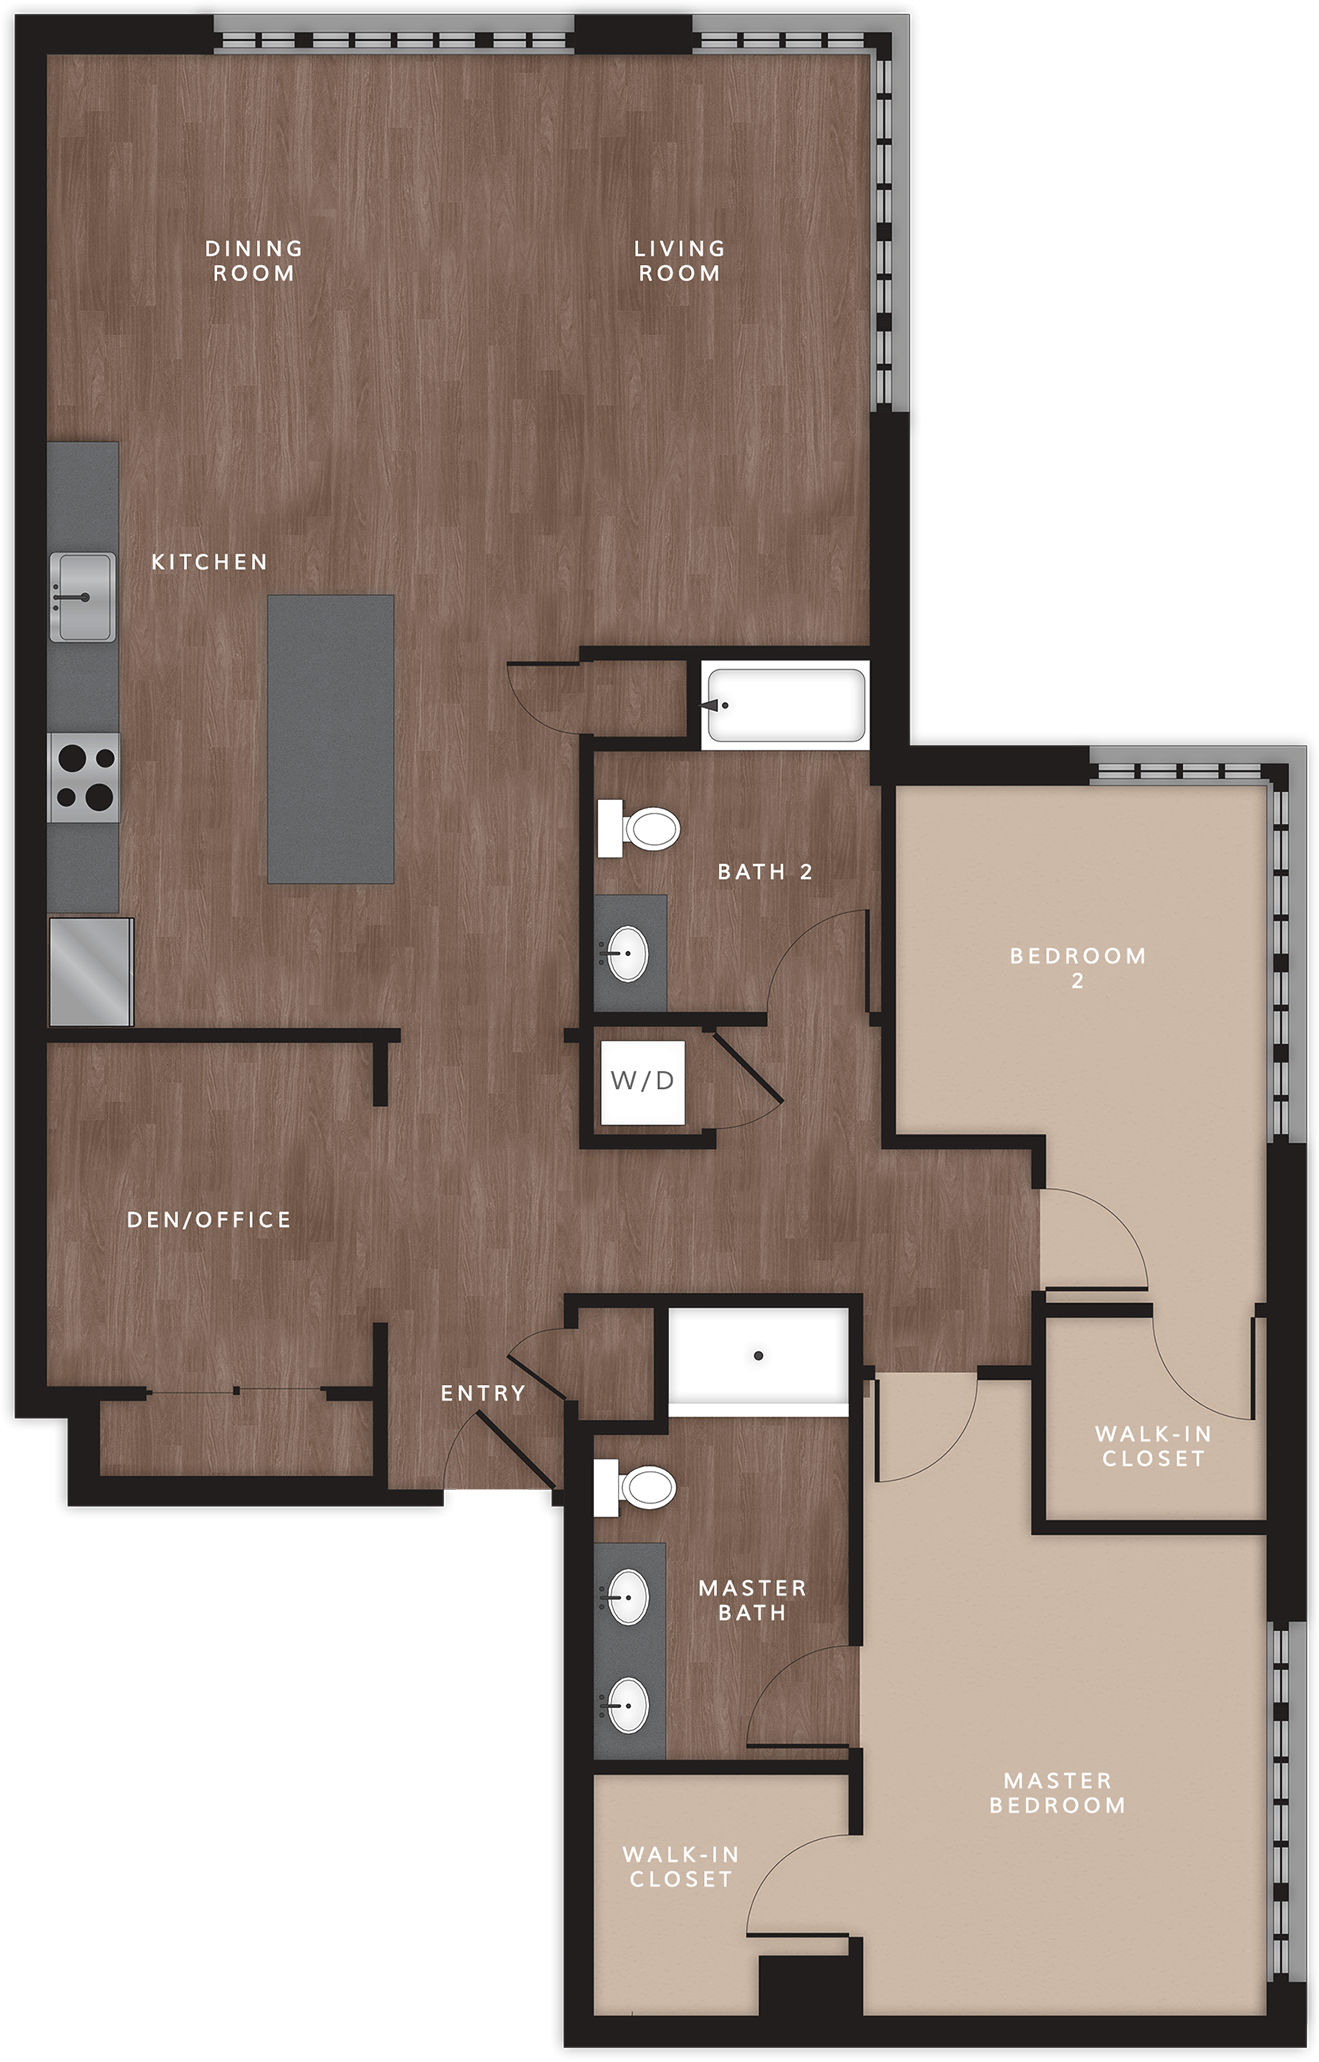 DINING
ROOM
LIVING
ROOM
KITCHEN
BATH 2
BEDROOM
2
W/D
DEN/OFFICE
ENTRY
WALK-IN
CLOSET
MASTER
BATH
MASTER
BEDROOM
WALK-IN
CLOSET